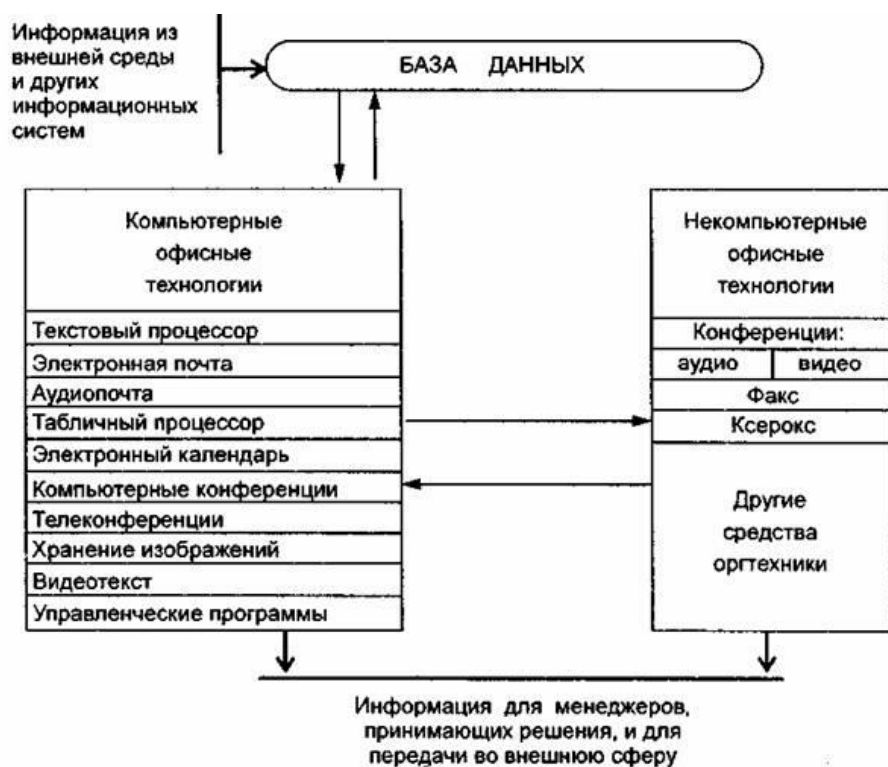 Информация из
внешней среды
и других
информационных
систем
БАЗА ДАННЫХ
Компьютерные
офисные
технологии
Текстовый процессор
Электронная почта
Аудиопочта
Табличный процессор
Электронный календарь
Компьютерные конференции
Телеконференции
Хранение изображений
Видеотекст
Управленческие программы
Некомпьютерные
офисные
технологии
Конференции:
аудио видео
Факс
Ксерокс
Другие
средства
оргтехники
Информация для менеджеров,
принимающих решения, и для
передачи во внешнюю сферу